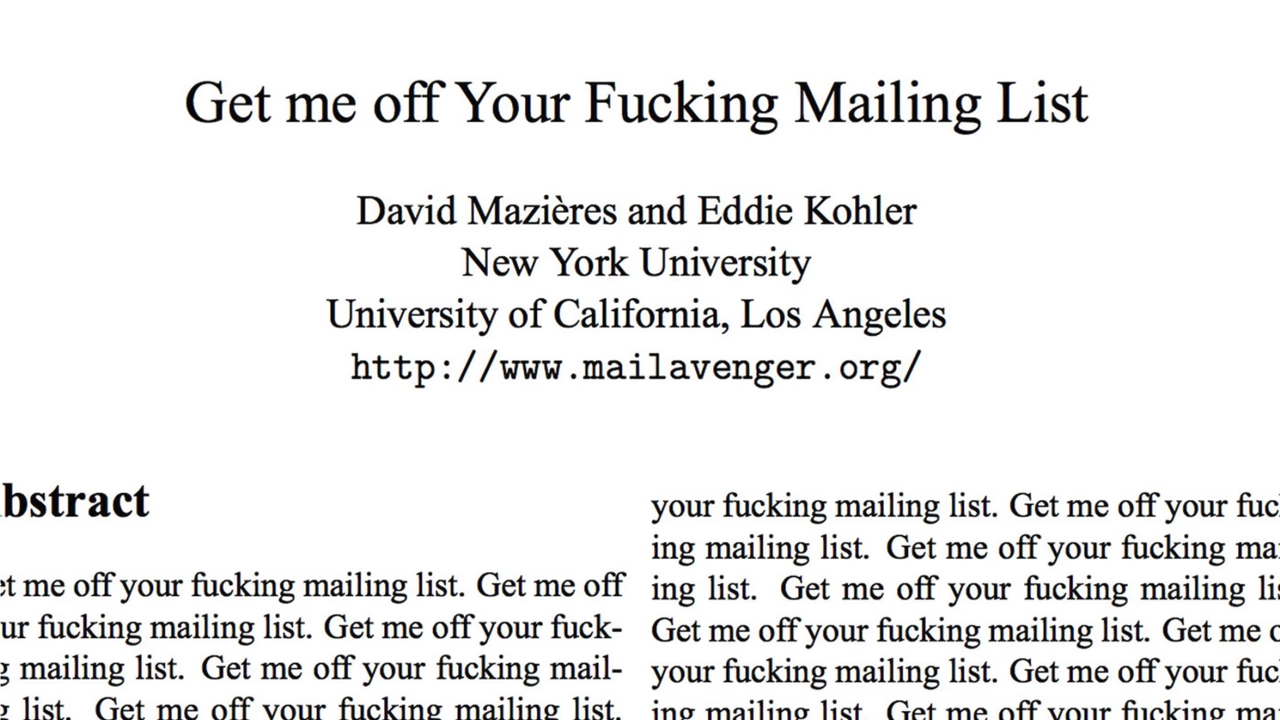 Get me off Your Fucking Mailing List
David Mazières and Eddie Kohler
New York University
University of California, Los Angeles
http://www.mailavenger.org/
bstract
et me off your fucking mailing list. Get me off
ur fucking mailing list. Get me off your fuck-
g mailing list. Get me off your fucking mail-
g list. Get me off your fucking mailing list.
your fucking mailing list. Get me off your fuc
ing mailing list. Get me off your fucking ma
ing list. Get me off your fucking mailing lis
Get me off your fucking mailing list. Get me o
your fucking mailing list. Get me off your fuc
ing mailing list. Get me off your fucking ma